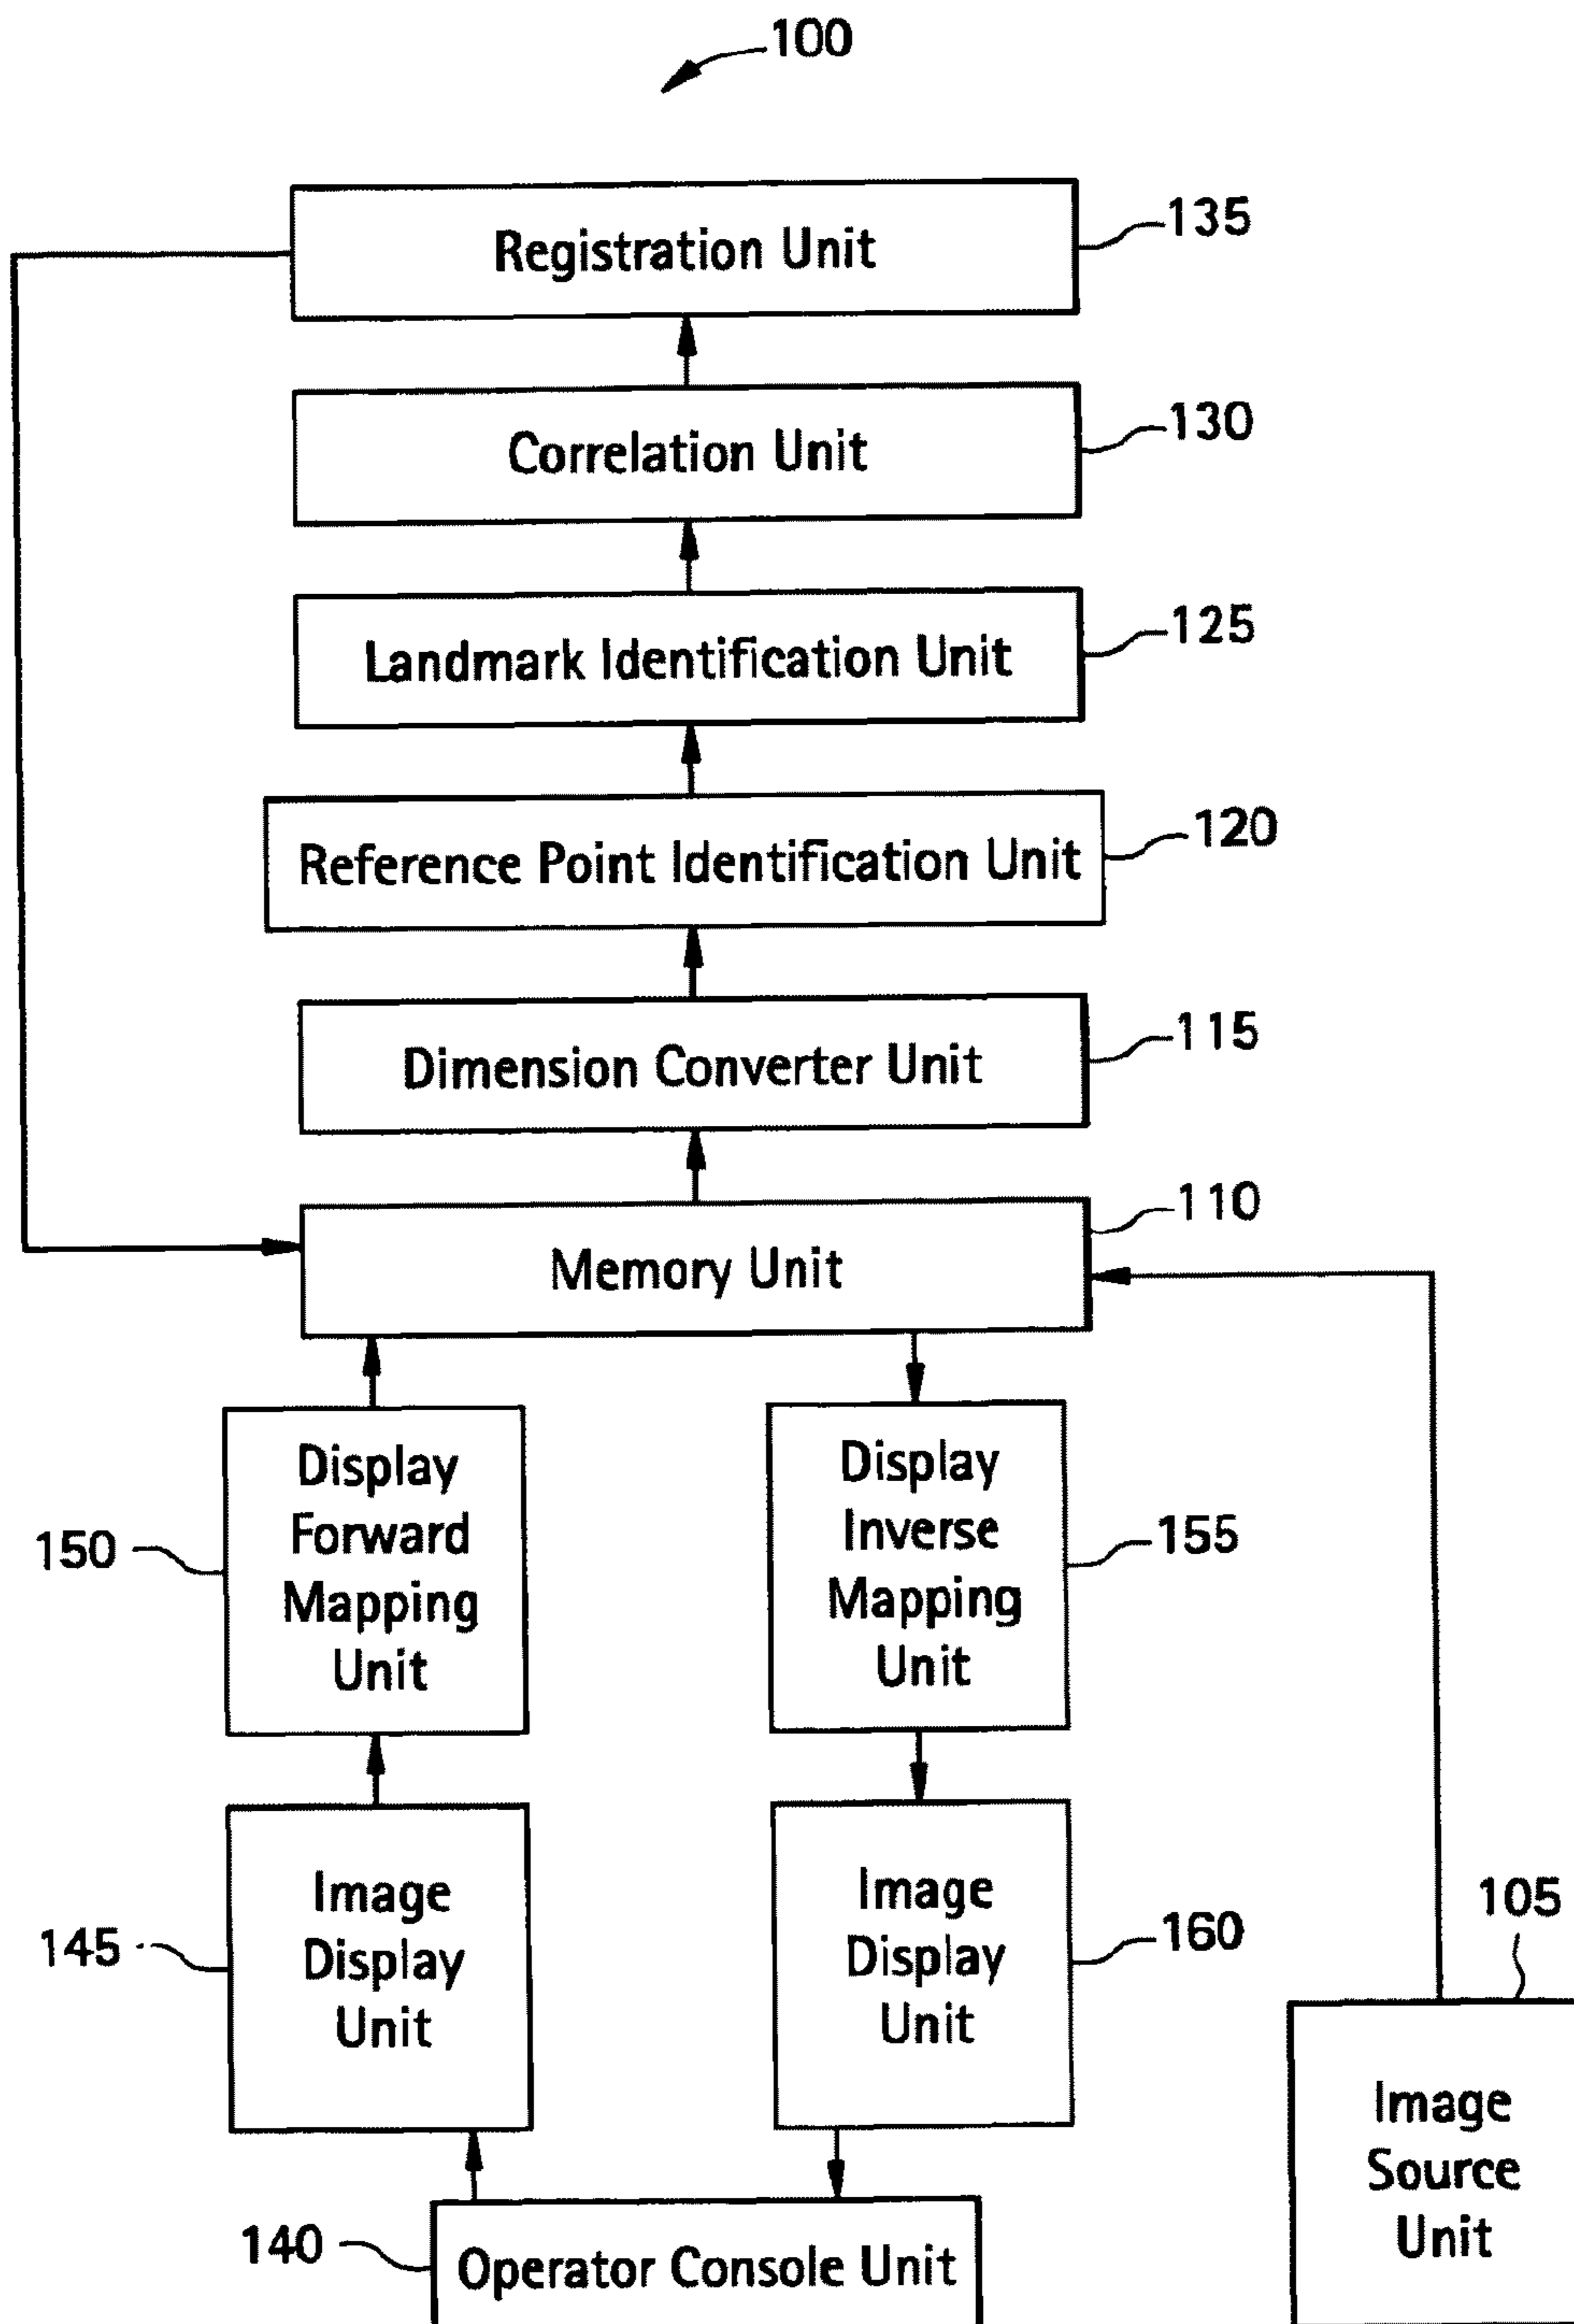 100
Registration Unit
135
Correlation Unit
130
Landmark Identification Unit
125
Reference Point Identification Unit
120
Dimension Converter Unit
115
Memory Unit
110
Display
Forward
Mapping
Unit
150
Display
Inverse
Mapping
Unit
155
Image
Display
Unit
145
Image
Display
Unit
160
105
Image
Source
Unit
140
Operator Console Unit